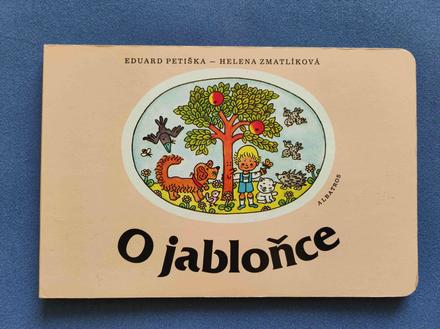 EDUARD PETIŠKA – HELENA ZMATLÍKOVÁ
ALBATROS
O jabloňce